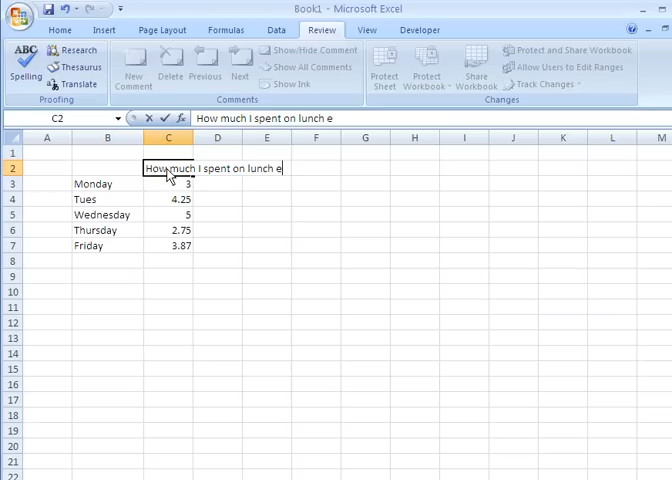 Book1 - Microsoft Excel
Home Insert Page Layout Formulas Data Review View Developer
ABC Research Show/Hide Comment Protect and Share Workbook
Thesaurus Show All Comments Allow Users to Edit Ranges
Spelling Translate New Comment Delete Previous Next Show Ink Protect Sheet Protect Workbook Share Workbook Track Changes
Proofing Comments Changes
C2 fx How much I spent on lunch e
A B C D E F G H I J K L M
1
2 How much I spent on lunch e
3 Monday 3
4 Tues 4.25
5 Wednesday 5
6 Thursday 2.75
7 Friday 3.87
8
9
10
11
12
13
14
15
16
17
18
19
20
21
22